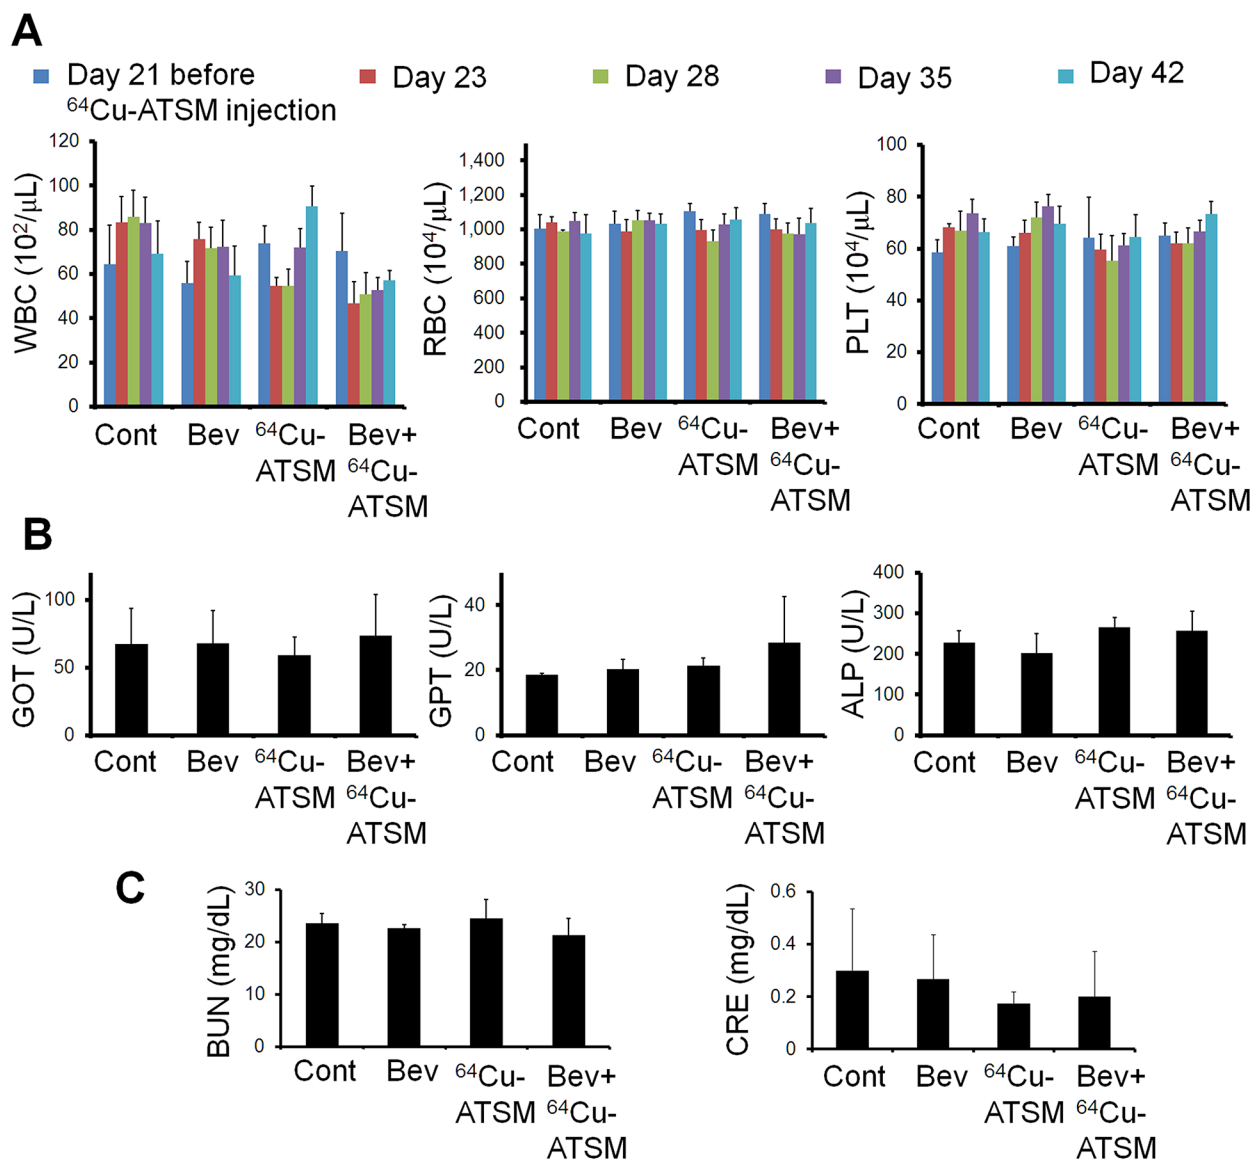 A
Day 21 before
⁶⁴Cu-ATSM injection
Day 23
Day 28
Day 35
Day 42
WBC (10²/µL)
120
100
80
60
40
20
0
Cont
Bev
⁶⁴Cu-
ATSM
Bev+
⁶⁴Cu-
ATSM
RBC (10⁴/µL)
1,400
1,200
1,000
800
600
400
200
0
Cont
Bev
⁶⁴Cu-
ATSM
Bev+
⁶⁴Cu-
ATSM
PLT (10⁴/µL)
100
80
60
40
20
0
Cont
Bev
⁶⁴Cu-
ATSM
Bev+
⁶⁴Cu-
ATSM
B
GOT (U/L)
100
50
0
Cont
Bev
⁶⁴Cu-
ATSM
Bev+
⁶⁴Cu-
ATSM
GPT (U/L)
40
20
0
Cont
Bev
⁶⁴Cu-
ATSM
Bev+
⁶⁴Cu-
ATSM
ALP (U/L)
400
300
200
100
0
Cont
Bev
⁶⁴Cu-
ATSM
Bev+
⁶⁴Cu-
ATSM
C
BUN (mg/dL)
30
20
10
0
Cont
Bev
⁶⁴Cu-
ATSM
Bev+
⁶⁴Cu-
ATSM
CRE (mg/dL)
0.6
0.4
0.2
0
Cont
Bev
⁶⁴Cu-
ATSM
Bev+
⁶⁴Cu-
ATSM